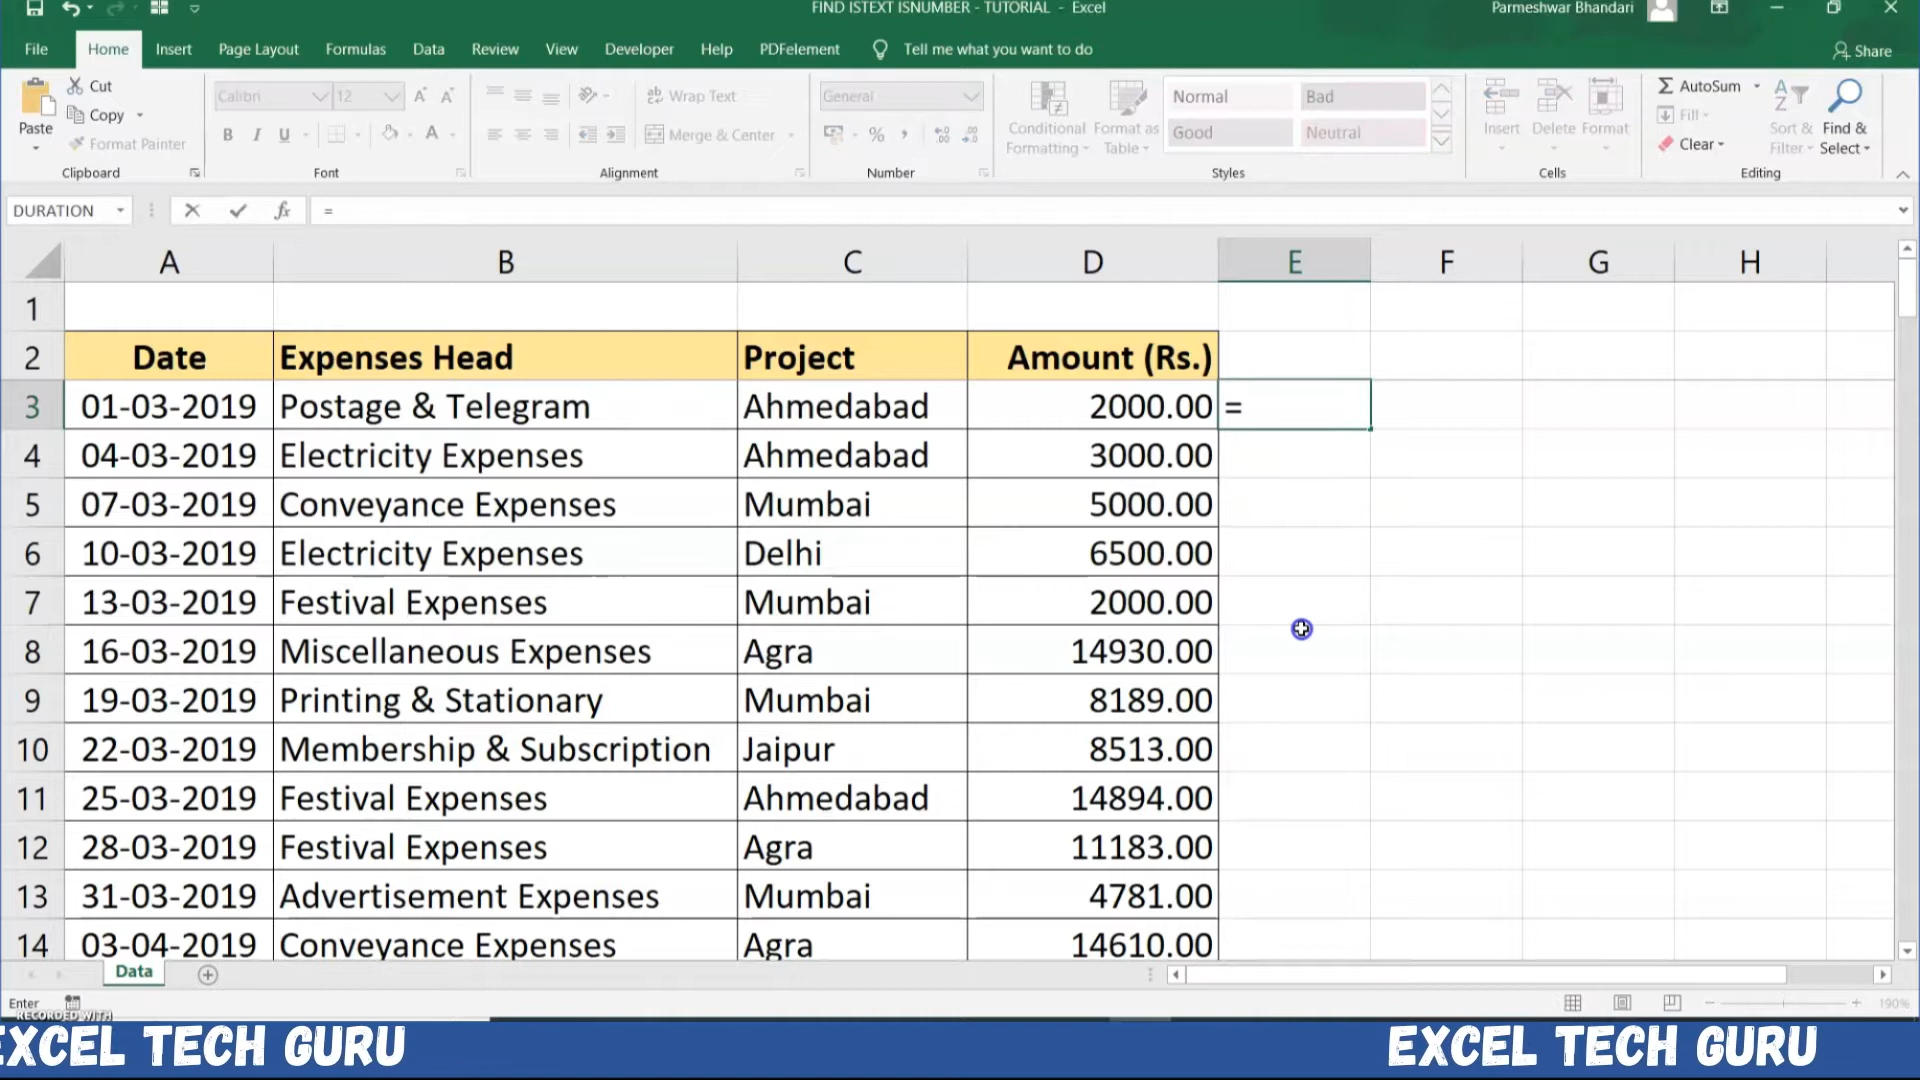 FIND ISTEXT ISNUMBER - TUTORIAL - Excel
Parmeshwar Bhandari
File Home Insert Page Layout Formulas Data Review View Developer Help PDFelement Tell me what you want to do Share
Paste
Cut
Copy
Format Painter
Clipboard
Calibri 12
B I U
Font
Wrap Text
Merge & Center
Alignment
General
%
Number
Conditional Formatting
Format as Table
Normal Bad
Good Neutral
Styles
Insert Delete Format
Cells
AutoSum
Fill
Clear
Sort & Filter
Find & Select
Editing
DURATION fx =
A B C D E F G H
1
2 Date Expenses Head Project Amount (Rs.)
3 01-03-2019 Postage & Telegram Ahmedabad 2000.00 =
4 04-03-2019 Electricity Expenses Ahmedabad 3000.00
5 07-03-2019 Conveyance Expenses Mumbai 5000.00
6 10-03-2019 Electricity Expenses Delhi 6500.00
7 13-03-2019 Festival Expenses Mumbai 2000.00
8 16-03-2019 Miscellaneous Expenses Agra 14930.00
9 19-03-2019 Printing & Stationary Mumbai 8189.00
10 22-03-2019 Membership & Subscription Jaipur 8513.00
11 25-03-2019 Festival Expenses Ahmedabad 14894.00
12 28-03-2019 Festival Expenses Agra 11183.00
13 31-03-2019 Advertisement Expenses Mumbai 4781.00
14 03-04-2019 Conveyance Expenses Agra 14610.00
Data
Enter
190%
RECORDED WITH
EXCEL TECH GURU
EXCEL TECH GURU